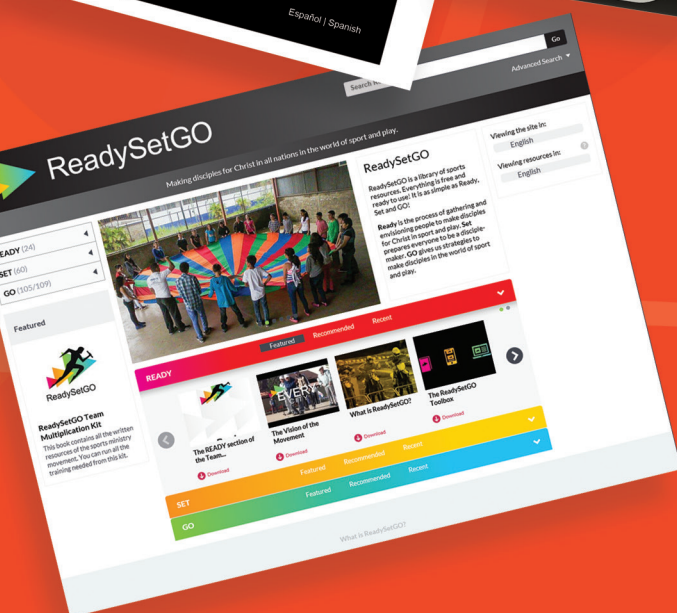 Español | Spanish
Go
Advanced Search
ReadySetGO
Making disciples for Christ in all nations in the world of sport and play.
READY (24)
SET (60)
GO (105/109)
Featured
ReadySetGO
ReadySetGO Team
Multiplication Kit
This book contains all the written
resources of the sports ministry
movement. You can run all the
training needed from this kit.
ReadySetGO
ReadySetGO is a library of sports
resources. Everything is free and
ready to use! It is as simple as Ready,
Set and GO!
Ready is the process of gathering and
envisioning people to make disciples
for Christ in sport and play. Set
prepares everyone to be a disciple-
maker. GO gives us strategies to
make disciples in the world of sport
and play.
Viewing the site in:
English
Viewing resources in:
English
READY
Featured Recommended Recent
The READY section of
the Team...
Download
EVERY
The Vision of the
Movement
Download
What is ReadySetGO?
Download
The ReadySetGO
Toolbox
Download
SET
Featured Recommended Recent
GO
Featured Recommended Recent
What is ReadySetGO?